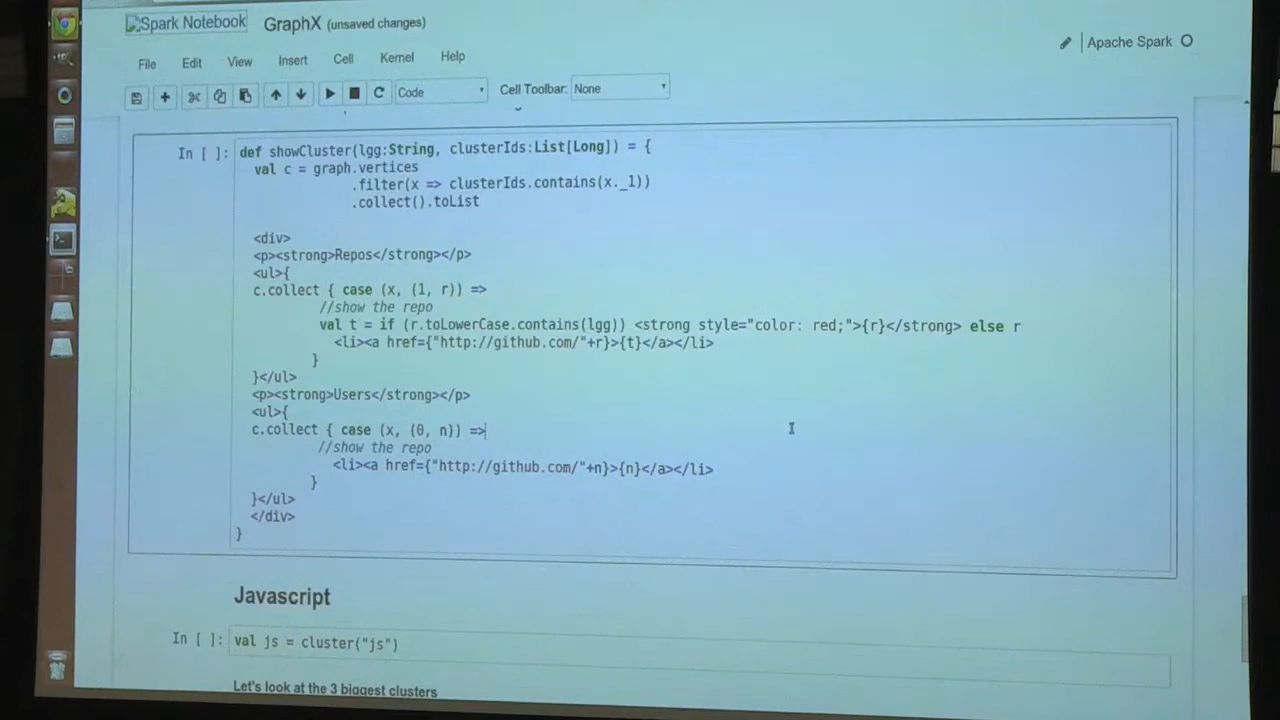 Spark Notebook GraphX (unsaved changes)
Apache Spark
File Edit View Insert Cell Kernel Help
Code Cell Toolbar: None
In [ ]: def showCluster(lgg:String, clusterIds:List[Long]) = {
val c = graph.vertices
.filter(x => clusterIds.contains(x._1))
.collect().toList
<div>
<p><strong>Repos</strong></p>
<ul>{
c.collect { case (x, (1, r)) =>
//show the repo
val t = if (r.toLowerCase.contains(lgg)) <strong style="color: red;">{r}</strong> else r
<li><a href={"http://github.com/"+r}>{t}</a></li>
}
}</ul>
<p><strong>Users</strong></p>
<ul>{
c.collect { case (x, (0, n)) =>
//show the repo
<li><a href={"http://github.com/"+n}>{n}</a></li>
}
}</ul>
</div>
}
Javascript
In [ ]: val js = cluster("js")
Let's look at the 3 biggest clusters